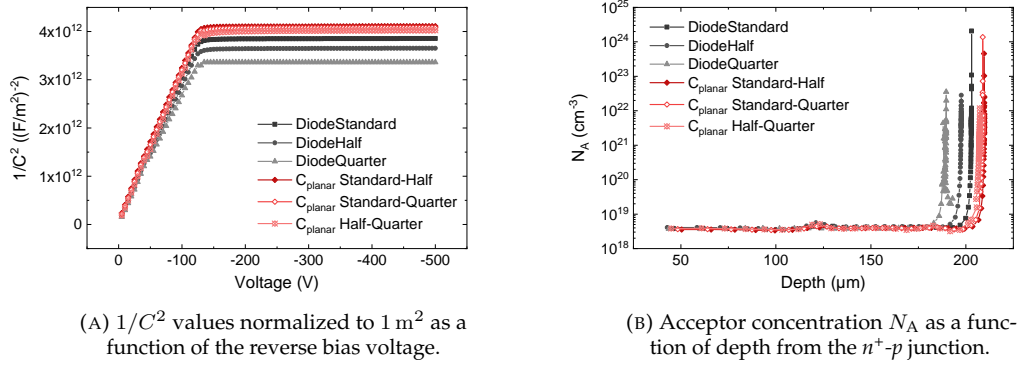 4x10^12
3x10^12
2x10^12
1x10^12
0
1/C^2 ((F/m^2)^-2)
DiodeStandard
DiodeHalf
DiodeQuarter
C_planar Standard-Half
C_planar Standard-Quarter
C_planar Half-Quarter
0 -100 -200 -300 -400 -500
Voltage (V)
(A) 1/C^2 values normalized to 1 m^2 as a
function of the reverse bias voltage.
10^25
10^24
10^23
10^22
10^21
10^20
10^19
10^18
N_A (cm^-3)
DiodeStandard
DiodeHalf
DiodeQuarter
C_planar Standard-Half
C_planar Standard-Quarter
C_planar Half-Quarter
50 100 150 200
Depth (μm)
(B) Acceptor concentration N_A as a func-
tion of depth from the n^+-p junction.